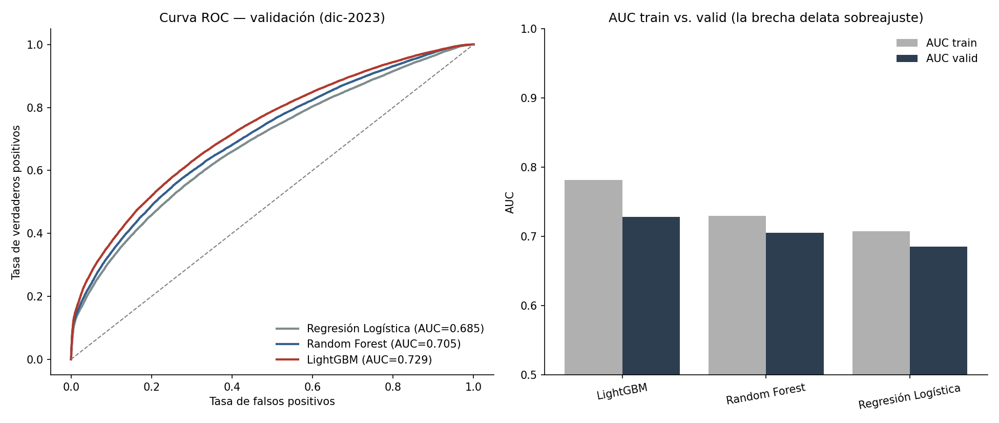 Curva ROC — validación (dic-2023)
Tasa de verdaderos positivos
1.0
0.8
0.6
0.4
0.2
0.0
Regresión Logística (AUC=0.685)
Random Forest (AUC=0.705)
LightGBM (AUC=0.729)
0.0 0.2 0.4 0.6 0.8 1.0
Tasa de falsos positivos
AUC train vs. valid (la brecha delata sobreajuste)
AUC
1.0
0.9
0.8
0.7
0.6
0.5
AUC train
AUC valid
LightGBM
Random Forest
Regresión Logística